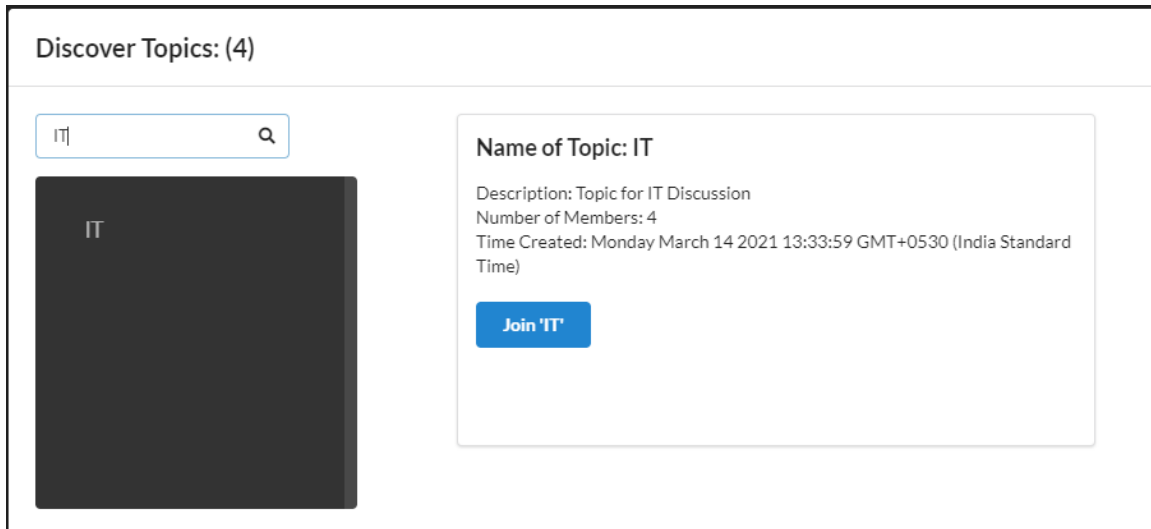 Discover Topics: (4)
IT
IT
Name of Topic: IT
Description: Topic for IT Discussion
Number of Members: 4
Time Created: Monday March 14 2021 13:33:59 GMT+0530 (India Standard
Time)
Join 'IT'